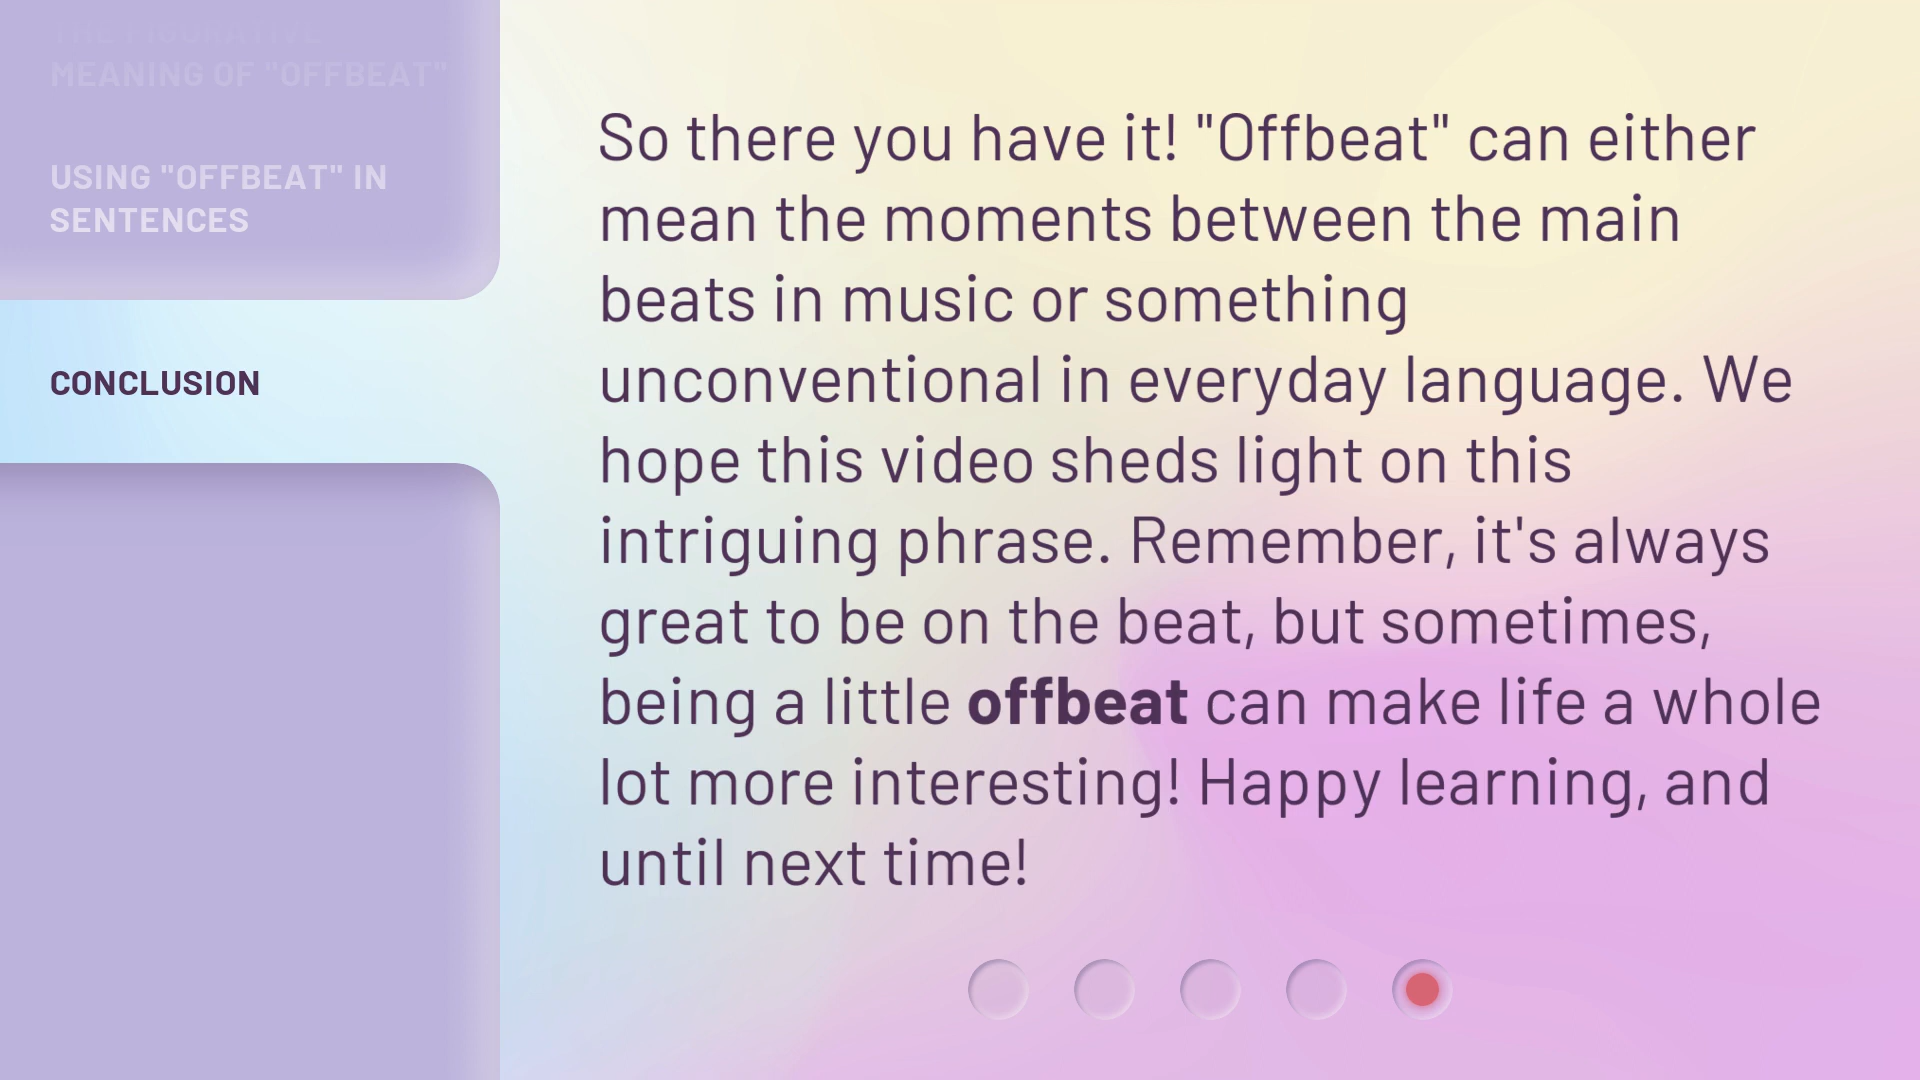 THE FIGURATIVE
MEANING OF "OFFBEAT"
USING "OFFBEAT" IN
SENTENCES
CONCLUSION
So there you have it! "Offbeat" can either
mean the moments between the main
beats in music or something
unconventional in everyday language. We
hope this video sheds light on this
intriguing phrase. Remember, it's always
great to be on the beat, but sometimes,
being a little offbeat can make life a whole
lot more interesting! Happy learning, and
until next time!